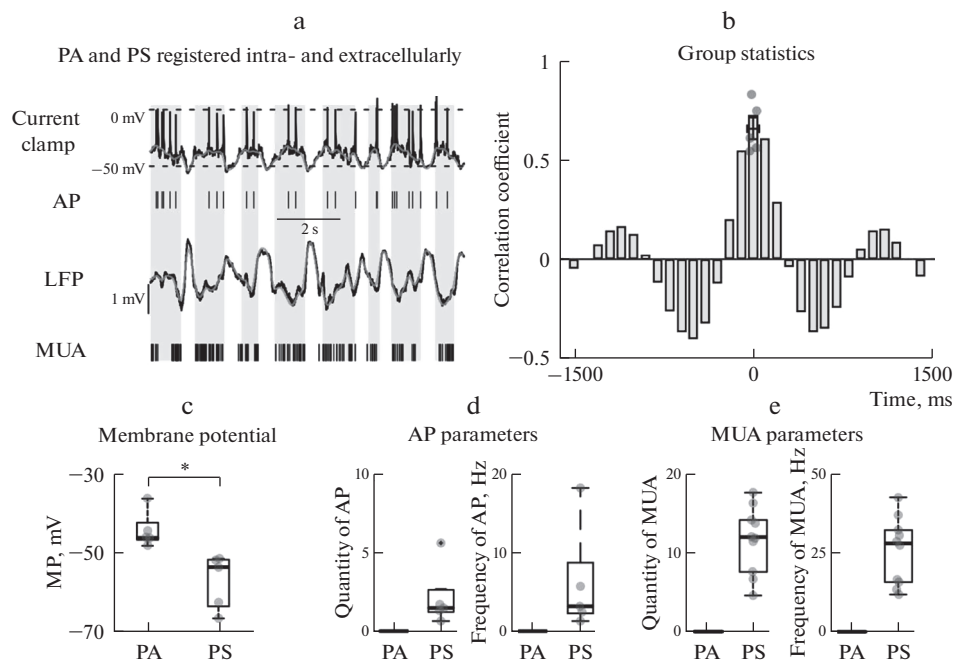 a
PA and PS registered intra- and extracellularly
Current
clamp
0 mV
−50 mV
AP
2 s
LFP
1 mV
MUA
b
Group statistics
Correlation coefficient
1
0.5
0
−0.5
−1500
0
1500
Time, ms
c
Membrane potential
MP, mV
−30
−50
−70
*
PA
PS
d
AP parameters
Quantity of AP
10
5
0
PA
PS
Frequency of AP, Hz
20
10
0
PA
PS
e
MUA parameters
Quantity of MUA
20
10
0
PA
PS
Frequency of MUA, Hz
50
25
0
PA
PS